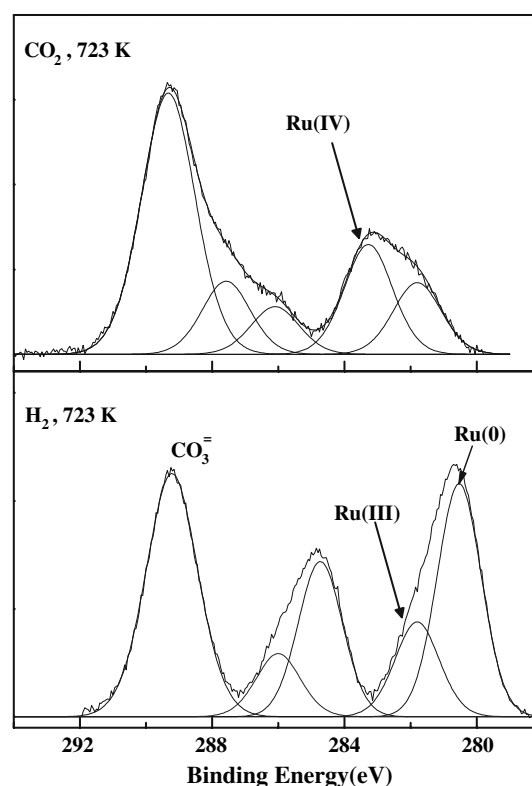 CO₂ , 723 K
Ru(IV)
H₂ , 723 K
CO₃⁼
Ru(0)
Ru(III)
292 288 284 280
Binding Energy(eV)